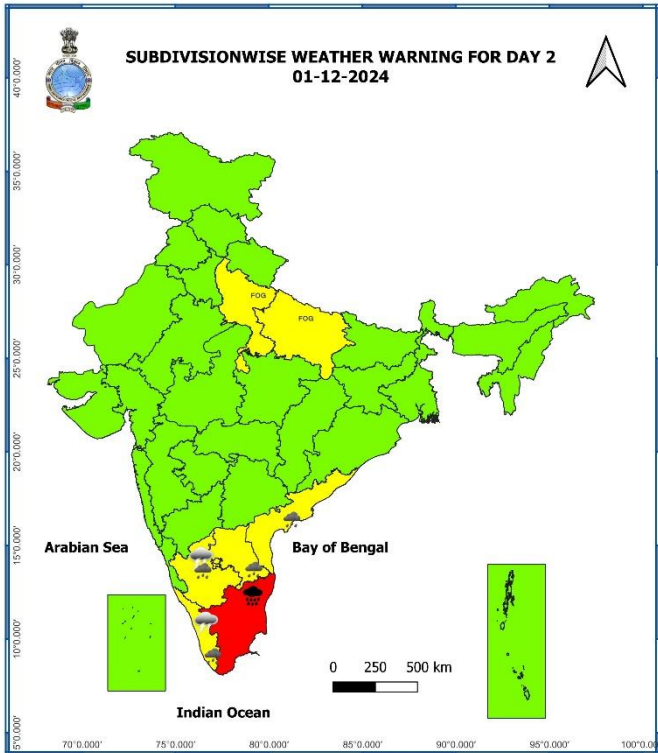 SUBDIVISIONWISE WEATHER WARNING FOR DAY 2
01-12-2024
40°0.000'
35°0.000'
30°0.000'
25°0.000'
20°0.000'
15°0.000'
10°0.000'
5°0.000'
FOG
FOG
Arabian Sea
Bay of Bengal
Indian Ocean
0 250 500 km
70°0.000' 75°0.000' 80°0.000' 85°0.000' 90°0.000' 95°0.000'